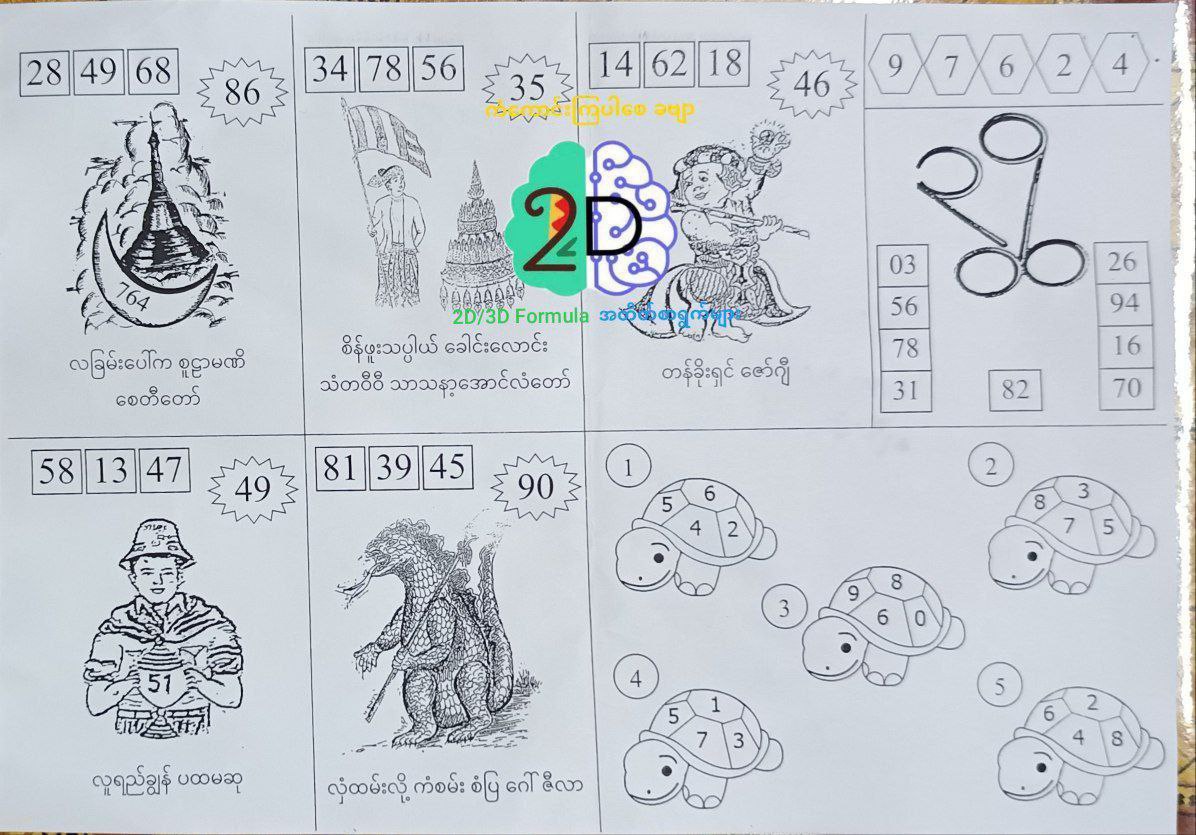 28 49 68
86
764
လခြမ်းပေါ်က စူဠာမဏိ
စေတီတော်
34 78 56
35
ကံကောင်းကြပါစေ ခဗျာ
2D
2D/3D Formula အတိတ်စာရွက်များ
စိန်ဖူးသပ္ပါယ် ခေါင်းလောင်း
သံတဝီဝီ သာသနာ့အောင်လံတော်
14 62 18
46
တန်ခိုးရှင် ဇော်ဂျီ
9 7 6 2 4
03
56
78
31
82
26
94
16
70
58 13 47
49
51
လူရည်ချွန် ပထမဆု
81 39 45
90
လှံထမ်းလို့ ကံစမ်း စံပြ ဂေါ် ဇီလာ
1
5 6
4 2
2
8 3
7 5
3
9 8
6 0
4
5 1
7 3
5
6 2
4 8